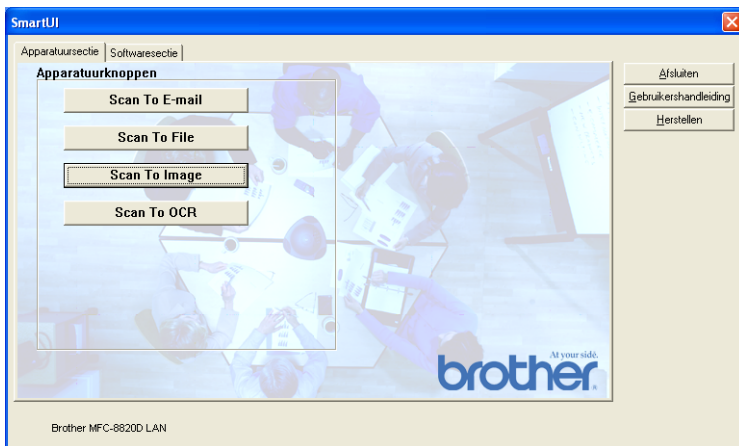 SmartUI
Apparatuursectie
Softwaresectie
Apparatuurknoppen
Scan To E-mail
Scan To File
Scan To Image
Scan To OCR
Afsluiten
Gebruikershandleiding
Herstellen
At your side.
brother
Brother MFC-8820D LAN